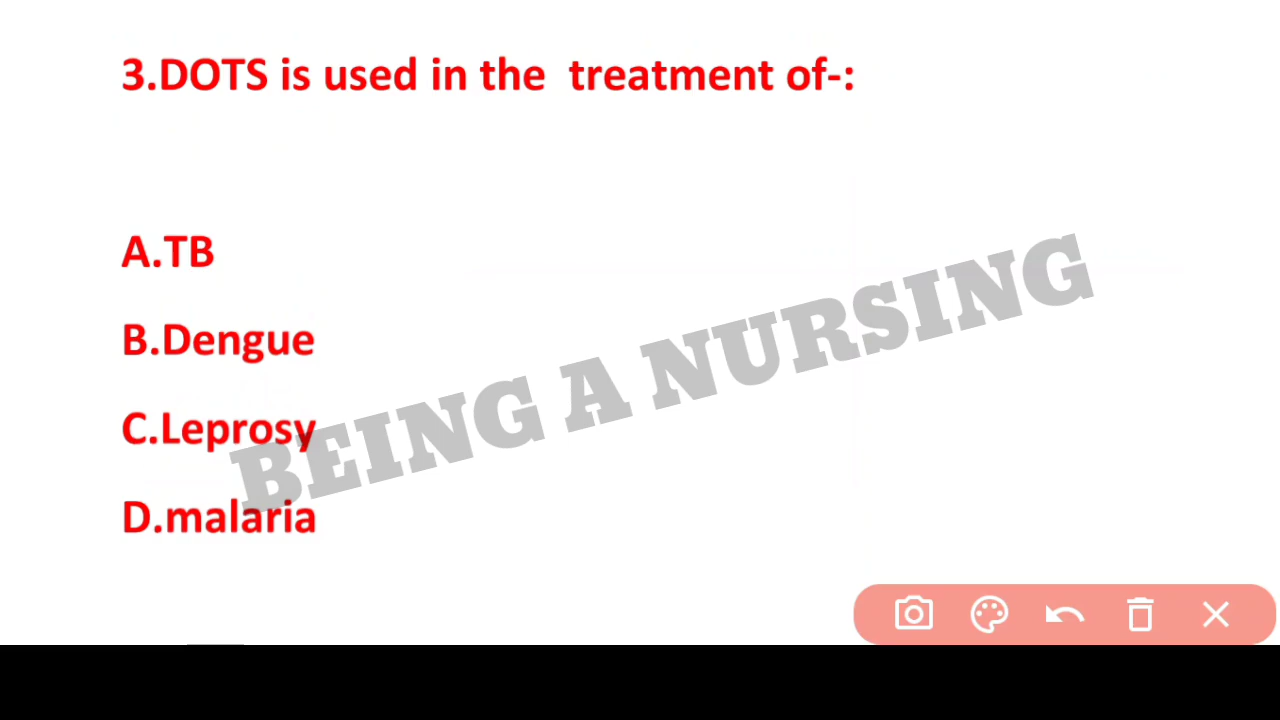 3.DOTS is used in the  treatment of-:
A.TB
B.Dengue
C.Leprosy
D.malaria
BEING A NURSING